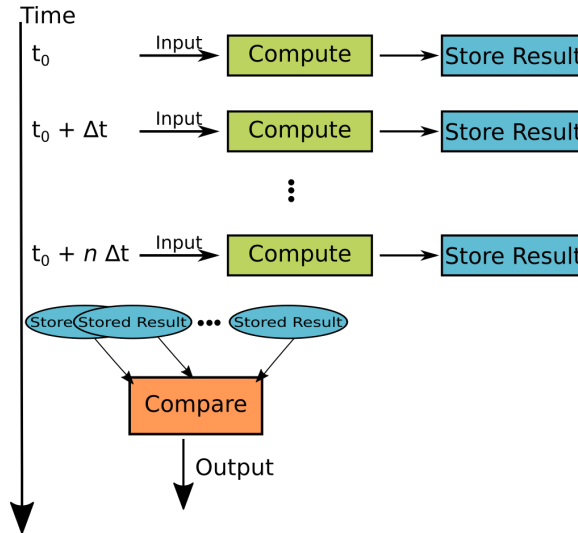 Time
t0 Input Compute Store Result
t0 + Δt Input Compute Store Result
t0 + n Δt Input Compute Store Result
Store Stored Result Stored Result
Compare
Output